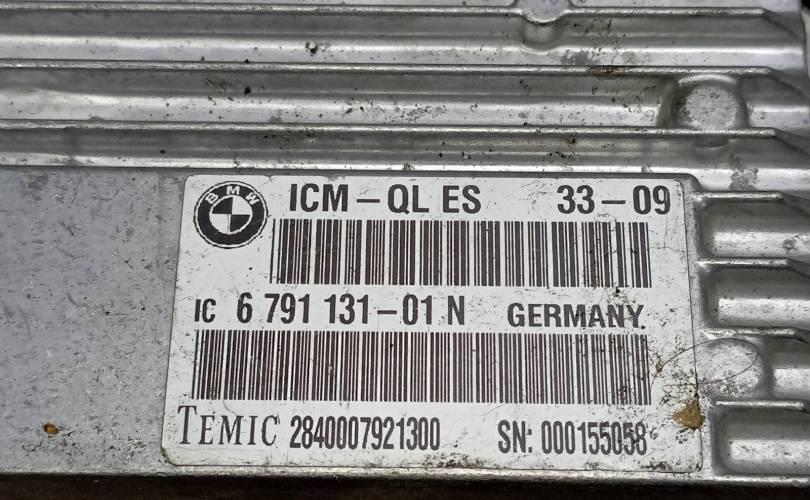 BMW
ICM - QL ES 33 - 09
IC 6 791 131 - 01 N GERMANY.
TEMIC 2840007921300 SN: 000155058